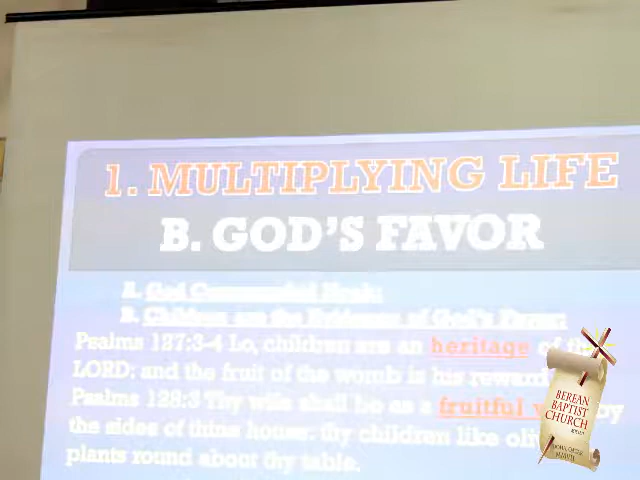 1. MULTIPLYING LIFE
B. GOD'S FAVOR
A. God Commanded
B. Children are the Evidence of God's Favor:
Psalms 127:3-4 Lo, children are an heritage of the
LORD: and the fruit of the womb is his reward
Psalms 128:3 Thy wife shall be as a fruitful by
the sides of thine house: thy children like
plants round about thy table.
BEREAN
BAPTIST
CHURCH